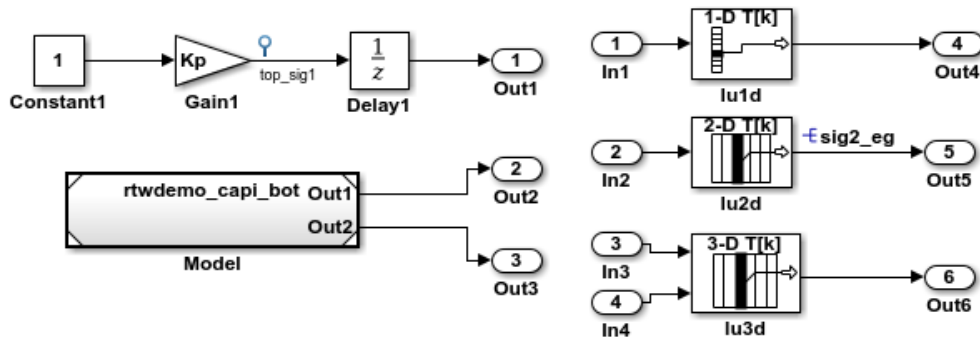 1
Constant1
Kp
Gain1
top_sig1
1
z
Delay1
1
Out1
rtwdemo_capi_bot
Out1
Out2
Model
2
Out2
3
Out3
1
In1
1-D T[k]
lu1d
4
Out4
2
In2
2-D T[k]
lu2d
sig2_eg
5
Out5
3
In3
4
In4
3-D T[k]
lu3d
6
Out6